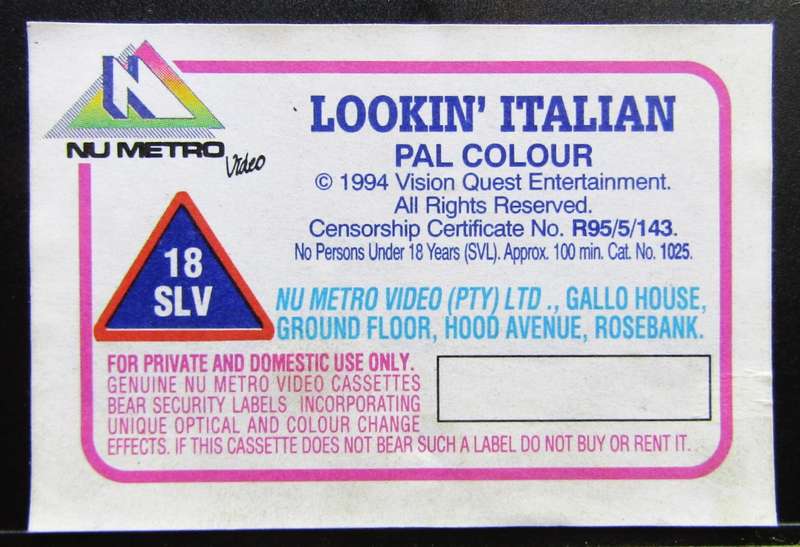 N
NU METRO
Video
LOOKIN' ITALIAN
PAL COLOUR
© 1994 Vision Quest Entertainment.
All Rights Reserved.
Censorship Certificate No. R95/5/143.
No Persons Under 18 Years (SVL). Approx. 100 min. Cat. No. 1025.
18
SLV
NU METRO VIDEO (PTY) LTD ., GALLO HOUSE,
GROUND FLOOR, HOOD AVENUE, ROSEBANK.
FOR PRIVATE AND DOMESTIC USE ONLY.
GENUINE NU METRO VIDEO CASSETTES
BEAR SECURITY LABELS INCORPORATING
UNIQUE OPTICAL AND COLOUR CHANGE
EFFECTS. IF THIS CASSETTE DOES NOT BEAR SUCH A LABEL DO NOT BUY OR RENT IT.